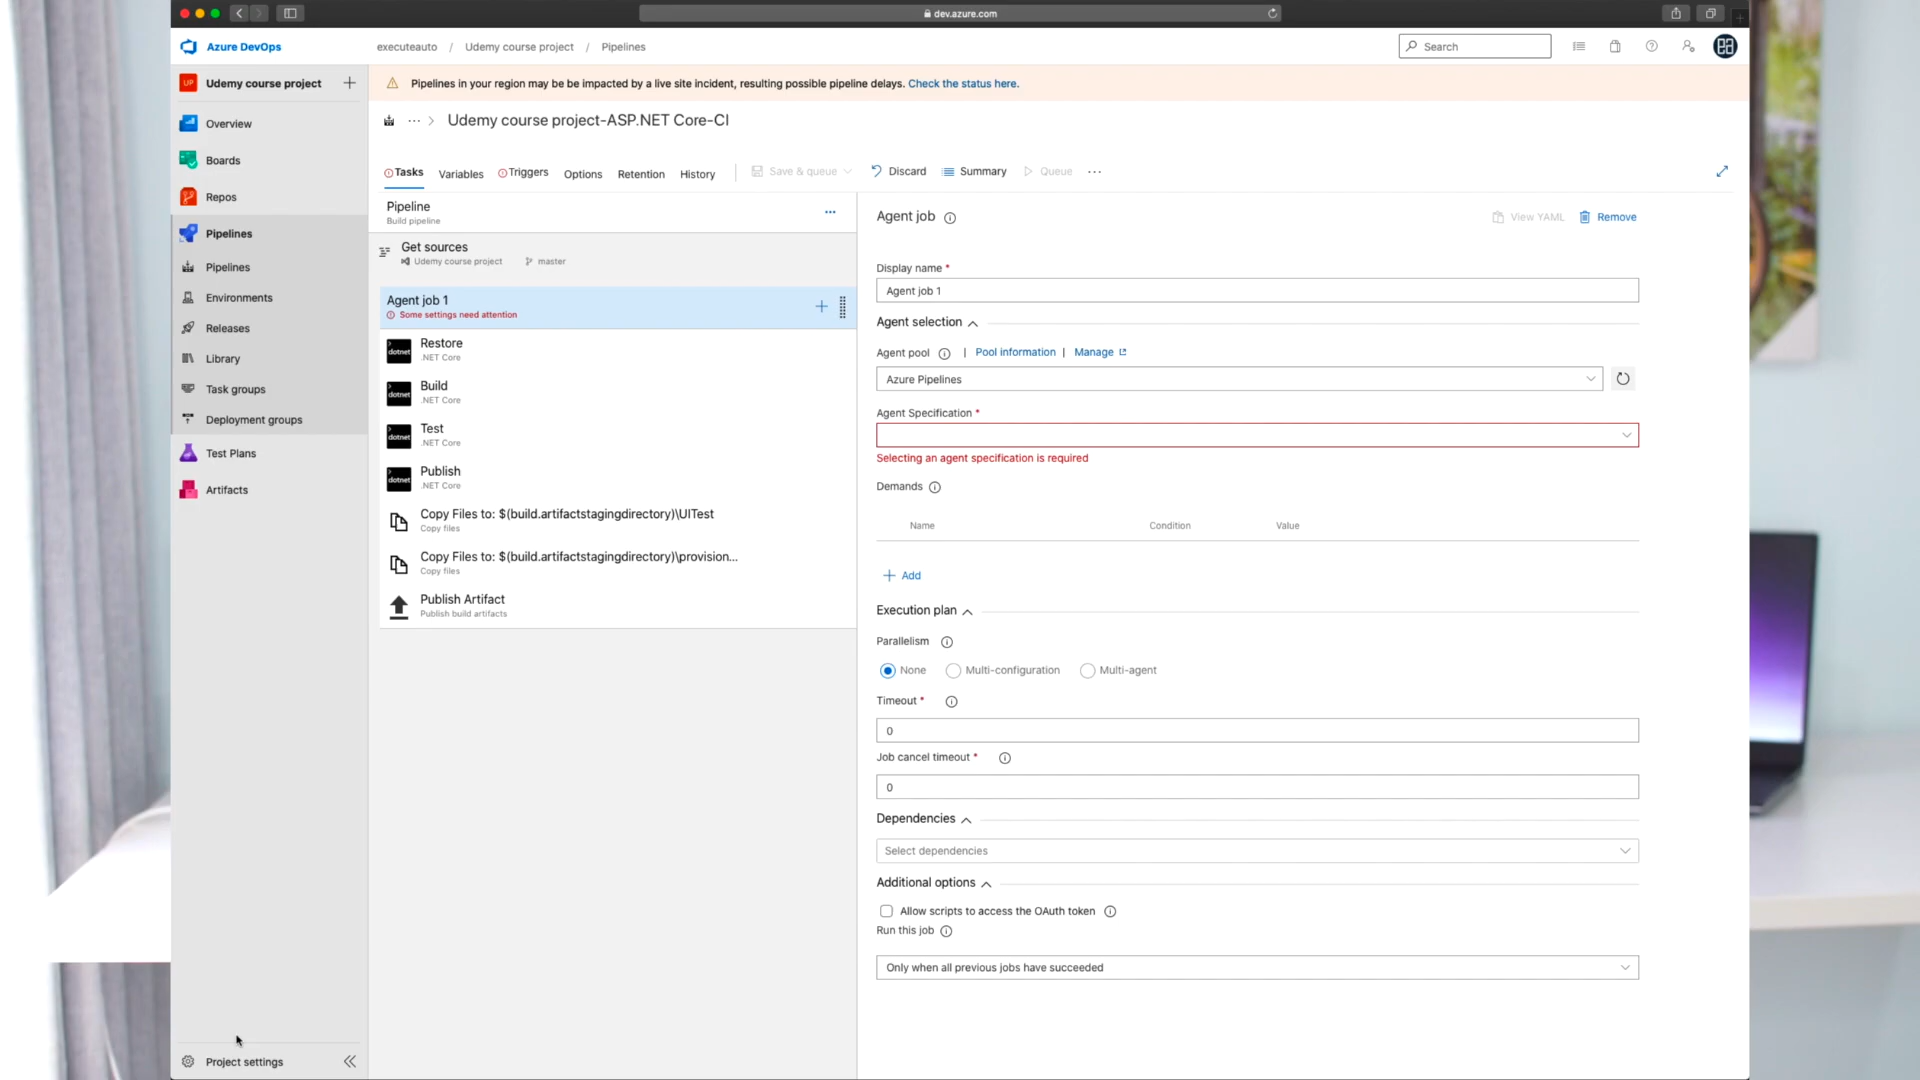 dev.azure.com
Azure DevOps
executeauto / Udemy course project / Pipelines
Search
UP Udemy course project
Pipelines in your region may be be impacted by a live site incident, resulting possible pipeline delays. Check the status here.
Overview
Boards
Repos
Pipelines
Pipelines
Environments
Releases
Library
Task groups
Deployment groups
Test Plans
Artifacts
Project settings
... > Udemy course project-ASP.NET Core-CI
Tasks Variables Triggers Options Retention History Save & queue Discard Summary Queue ...
Pipeline
Build pipeline
Get sources
Udemy course project master
Agent job 1
Some settings need attention
dotnet Restore
.NET Core
dotnet Build
.NET Core
dotnet Test
.NET Core
dotnet Publish
.NET Core
Copy Files to: $(build.artifactstagingdirectory)\UITest
Copy files
Copy Files to: $(build.artifactstagingdirectory)\provision...
Copy files
Publish Artifact
Publish build artifacts
Agent job
View YAML Remove
Display name *
Agent job 1
Agent selection
Agent pool | Pool information | Manage
Azure Pipelines
Agent Specification *
Selecting an agent specification is required
Demands
Name Condition Value
+ Add
Execution plan
Parallelism
None Multi-configuration Multi-agent
Timeout *
0
Job cancel timeout *
0
Dependencies
Select dependencies
Additional options
Allow scripts to access the OAuth token
Run this job
Only when all previous jobs have succeeded